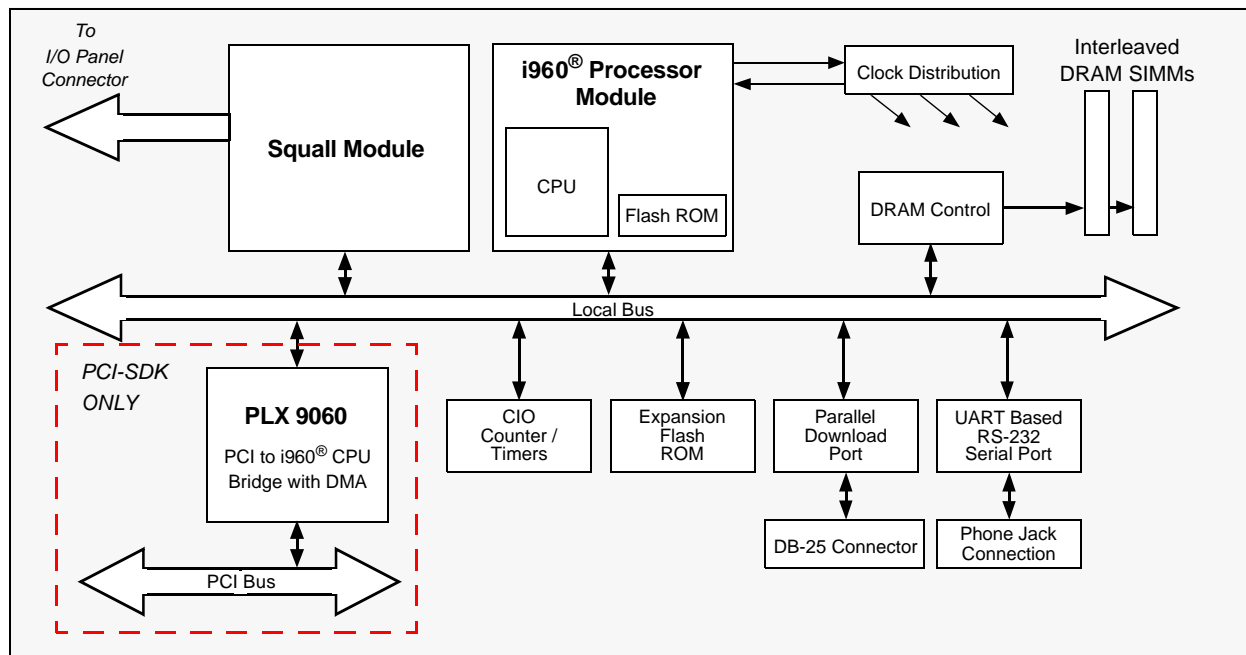 To
I/O Panel
Connector
Squall Module
i960® Processor
Module
CPU
Flash ROM
Clock Distribution
Interleaved
DRAM SIMMs
DRAM Control
Local Bus
PCI-SDK
ONLY
PLX 9060
PCI to i960® CPU
Bridge with DMA
PCI Bus
CIO
Counter /
Timers
Expansion
Flash
ROM
Parallel
Download
Port
UART Based
RS-232
Serial Port
DB-25 Connector
Phone Jack
Connection